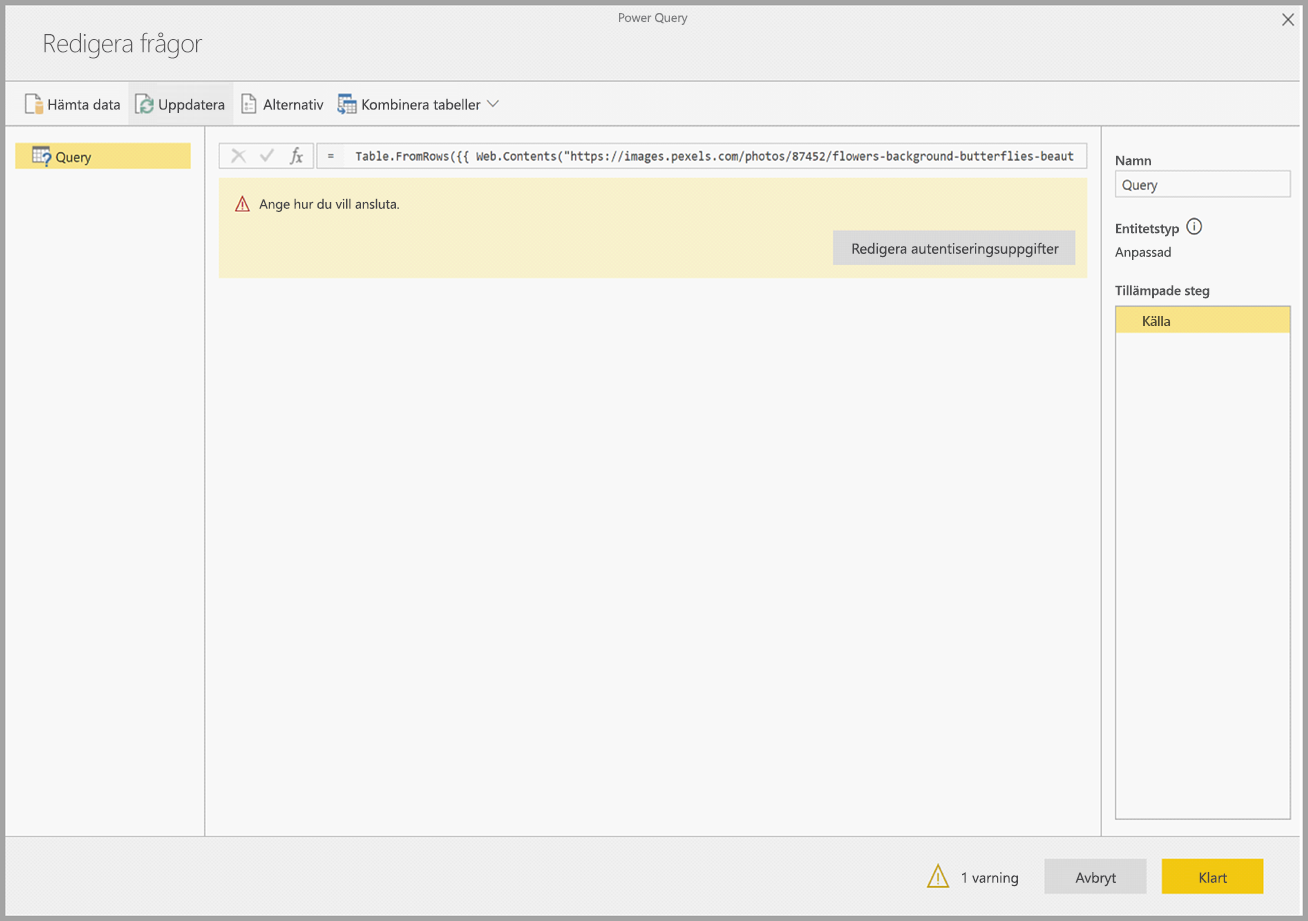 Power Query
Redigera frågor
Hämta data Uppdatera Alternativ Kombinera tabeller
Query
fx = Table.FromRows({{ Web.Contents("https://images.pexels.com/photos/87452/flowers-background-butterflies-beaut
Ange hur du vill ansluta.
Redigera autentiseringsuppgifter
Namn
Query
Entitetstyp
Anpassad
Tillämpade steg
Källa
1 varning Avbryt Klart